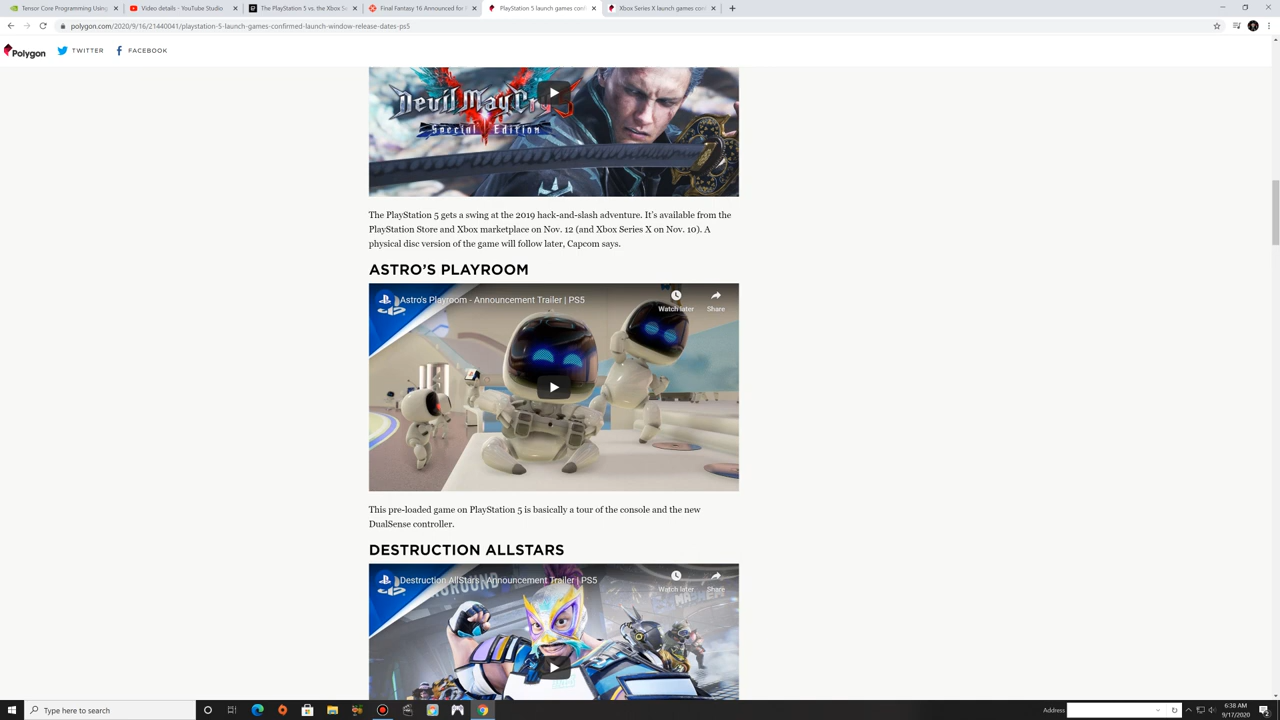 Tensor Core Programming Using
Video details - YouTube Studio
The PlayStation 5 vs. the Xbox Se
Final Fantasy 16 Announced for
PlayStation 5 launch games conf
Xbox Series X launch games con
polygon.com/2020/9/16/21440041/playstation-5-launch-games-confirmed-launch-window-release-dates-ps5
Polygon
TWITTER
FACEBOOK
Devil May Cry
Special Edition
The PlayStation 5 gets a swing at the 2019 hack-and-slash adventure. It's available from the
PlayStation Store and Xbox marketplace on Nov. 12 (and Xbox Series X on Nov. 10). A
physical disc version of the game will follow later, Capcom says.
ASTRO'S PLAYROOM
Astro's Playroom - Announcement Trailer | PS5
Watch later
Share
This pre-loaded game on PlayStation 5 is basically a tour of the console and the new
DualSense controller.
DESTRUCTION ALLSTARS
Destruction AllStars - Announcement Trailer | PS5
Watch later
Share
Type here to search
Address
6:38 AM
9/17/2020